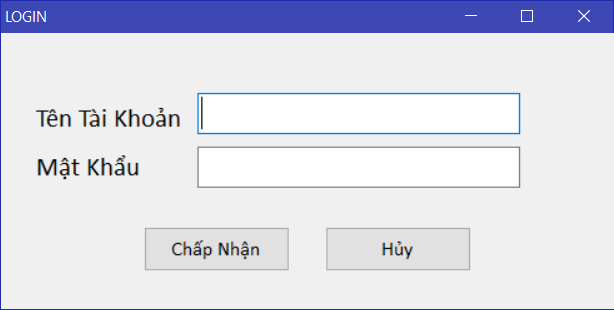 LOGIN
Tên Tài Khoản
Mật Khẩu
Chấp Nhận Hủy